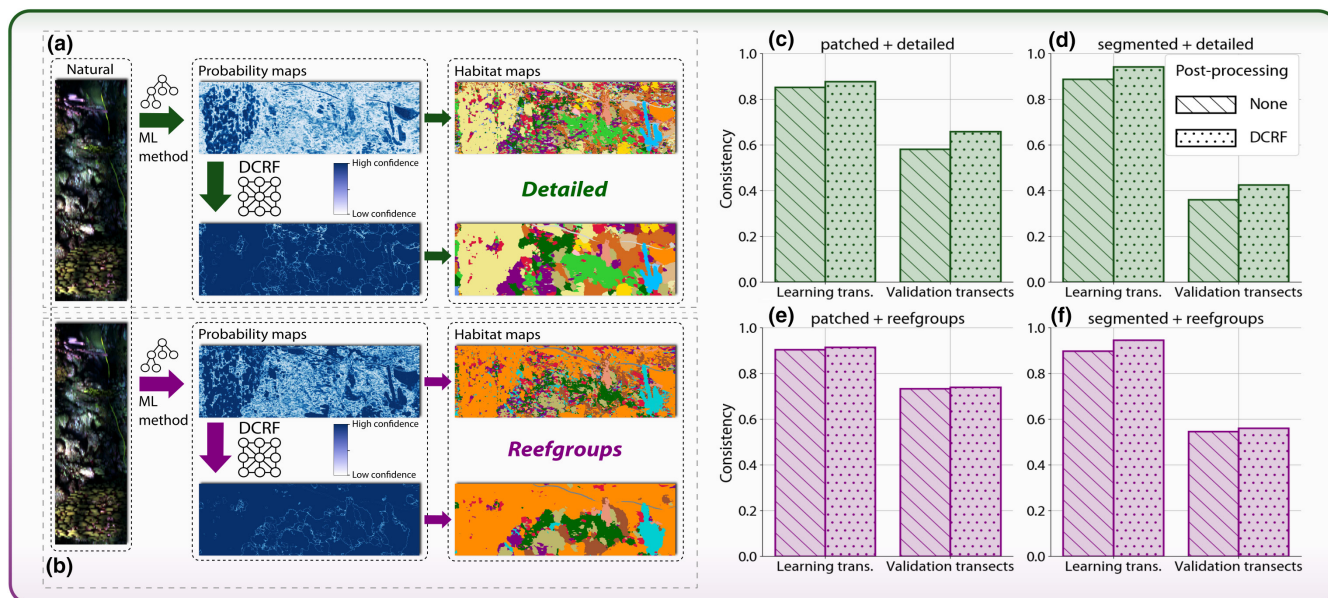 (a)
Natural
ML
method
Probability maps
DCRF
High confidence
Low confidence
Habitat maps
Detailed
Probability maps
ML
method
DCRF
High confidence
Low confidence
Habitat maps
Reefgroups
(b)
(c)
patched + detailed
Consistency
1.0
0.8
0.6
0.4
0.2
0.0
Learning trans.
Validation transects
(d)
segmented + detailed
Post-processing
None
DCRF
1.0
0.8
0.6
0.4
0.2
0.0
Learning trans.
Validation transects
(e)
patched + reefgroups
Consistency
1.0
0.8
0.6
0.4
0.2
0.0
Learning trans.
Validation transects
(f)
segmented + reefgroups
1.0
0.8
0.6
0.4
0.2
0.0
Learning trans.
Validation transects